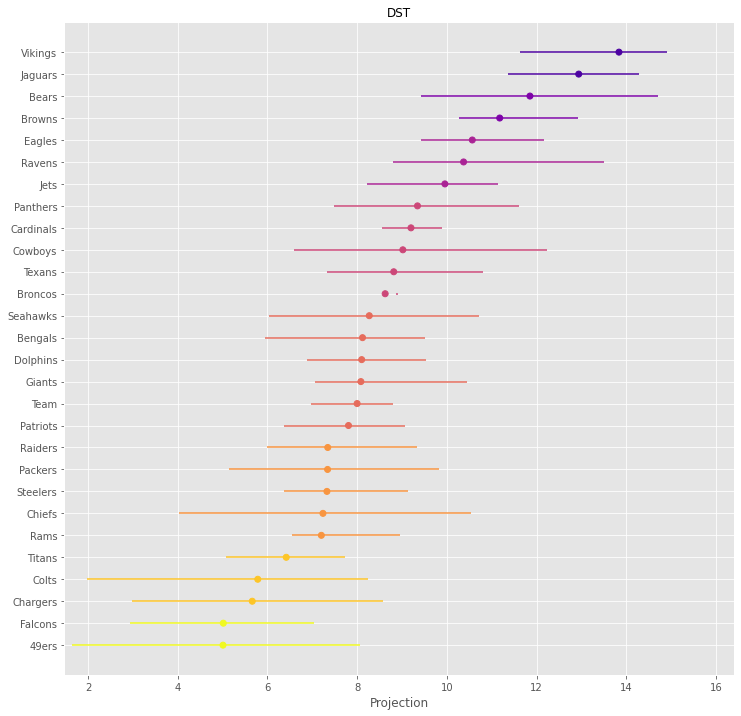 DST
Vikings
Jaguars
Bears
Browns
Eagles
Ravens
Jets
Panthers
Cardinals
Cowboys
Texans
Broncos
Seahawks
Bengals
Dolphins
Giants
Team
Patriots
Raiders
Packers
Steelers
Chiefs
Rams
Titans
Colts
Chargers
Falcons
49ers
2 4 6 8 10 12 14 16
Projection